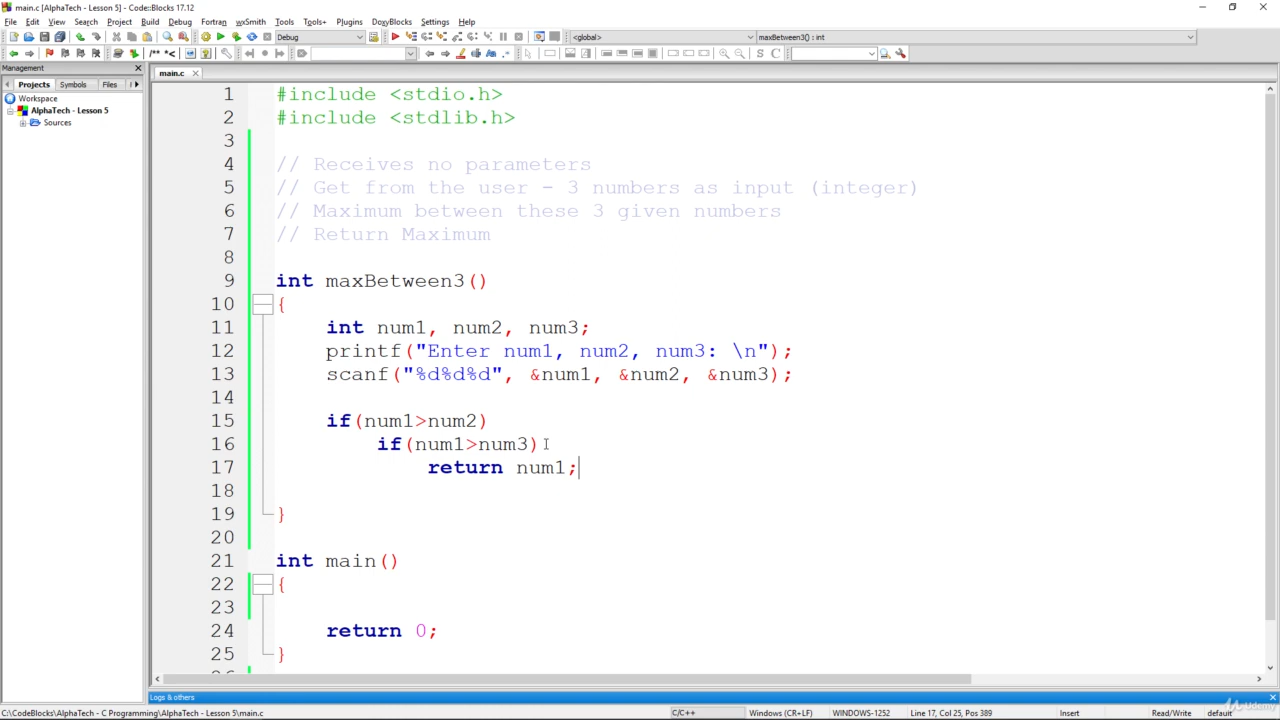 main.c [AlphaTech - Lesson 5] - Code::Blocks 17.12
File Edit View Search Project Build Debug Fortran wxSmith Tools Tools+ Plugins DoxyBlocks Settings Help
Debug <global> maxBetween3() : int
/** *<
S C
Management
Projects Symbols Files
main.c
Workspace
AlphaTech - Lesson 5
Sources
1 #include <stdio.h>
2 #include <stdlib.h>
3
4 // Receives no parameters
5 // Get from the user - 3 numbers as input (integer)
6 // Maximum between these 3 given numbers
7 // Return Maximum
8
9 int maxBetween3()
10 {
11 int num1, num2, num3;
12 printf("Enter num1, num2, num3: \n");
13 scanf("%d%d%d", &num1, &num2, &num3);
14
15 if(num1>num2)
16 if(num1>num3)
17 return num1;
18
19 }
20
21 int main()
22 {
23
24 return 0;
25 }
Logs & others
Udemy
C:\CodeBlocks\AlphaTech - C Programming\AlphaTech - Lesson 5\main.c C/C++ Windows (CR+LF) WINDOWS-1252 Line 17, Col 25, Pos 389 Insert Read/Write default